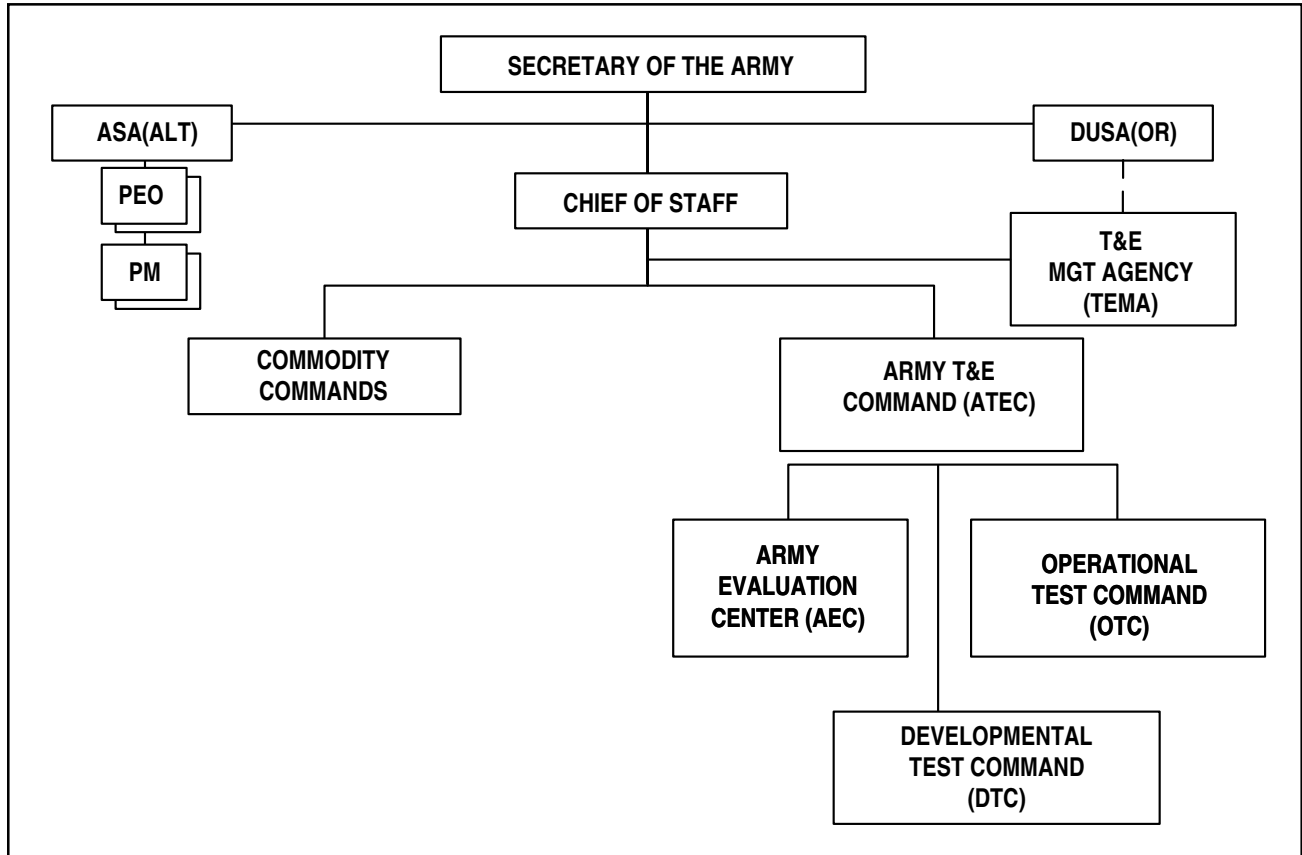 SECRETARY OF THE ARMY
ASA(ALT)
DUSA(OR)
PEO
CHIEF OF STAFF
T&E
MGT AGENCY
(TEMA)
PM
COMMODITY
COMMANDS
ARMY T&E
COMMAND (ATEC)
ARMY
EVALUATION
CENTER (AEC)
OPERATIONAL
TEST COMMAND
(OTC)
DEVELOPMENTAL
TEST COMMAND
(DTC)